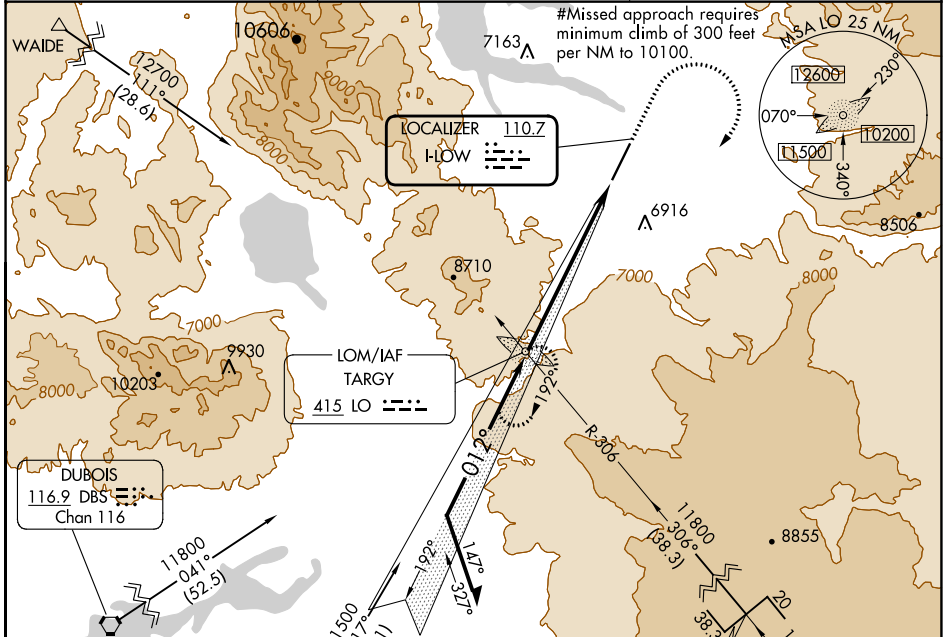 #Missed approach requires
minimum climb of 300 feet
per NM to 10100.
MSA LO 25 NM
12600
230°
070°
10200
11500
340°
WAIDE
12700
111°
(28.6)
10606
9000
8000
7163
LOCALIZER 110.7
I-LOW
6916
8506
8710
7000
8000
7000
8000
10203
9930
LOM/IAF
TARGY
415 LO
192°
012°
R-306
11800
306°
(38.3)
8855
DUBOIS
116.9 DBS
Chan 116
11800
041°
(52.5)
192°
147°
327°
20